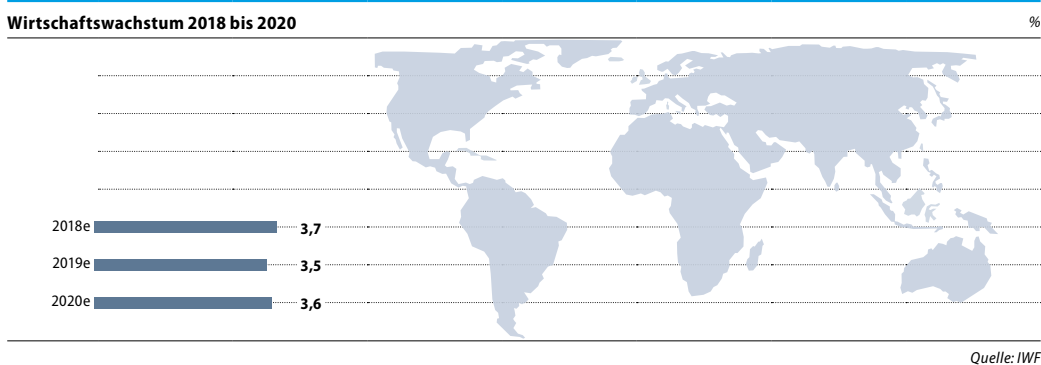 Wirtschaftswachstum 2018 bis 2020 %
2018e 3,7
2019e 3,5
2020e 3,6
Quelle: IWF